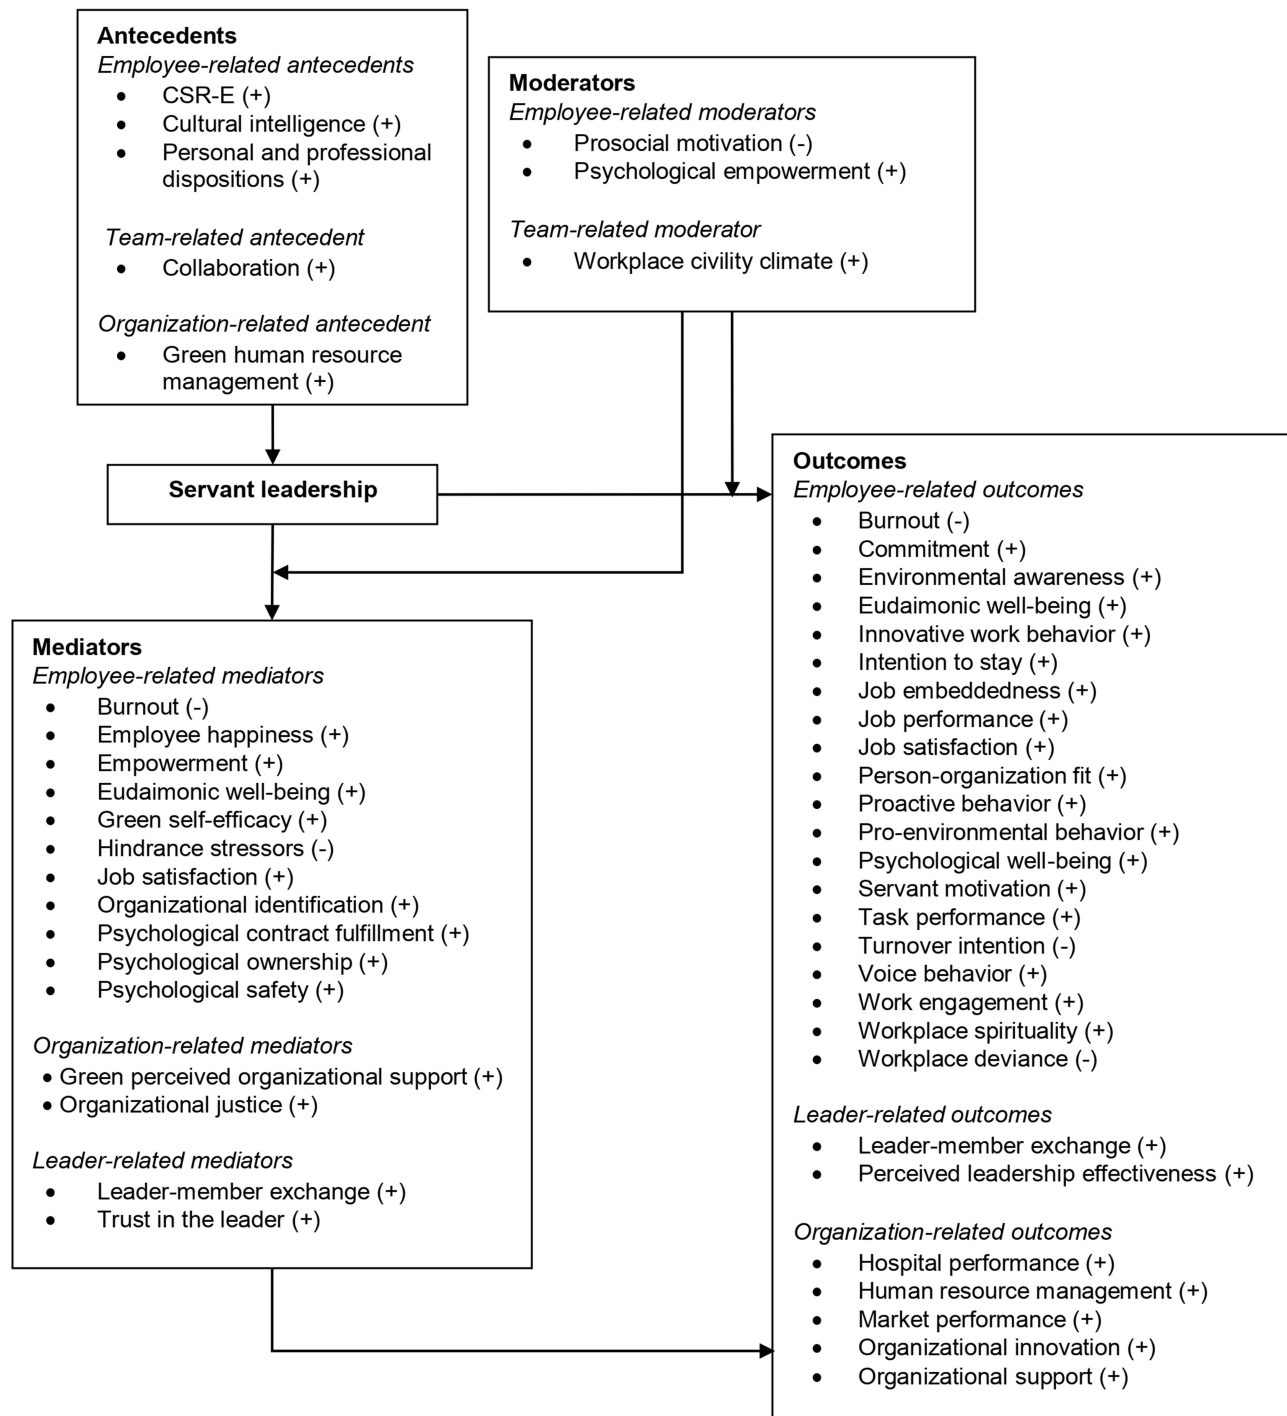 Antecedents
Employee-related antecedents
• CSR-E (+)
• Cultural intelligence (+)
• Personal and professional
dispositions (+)
Team-related antecedent
• Collaboration (+)
Organization-related antecedent
• Green human resource
management (+)
Moderators
Employee-related moderators
• Prosocial motivation (-)
• Psychological empowerment (+)
Team-related moderator
• Workplace civility climate (+)
Servant leadership
Mediators
Employee-related mediators
• Burnout (-)
• Employee happiness (+)
• Empowerment (+)
• Eudaimonic well-being (+)
• Green self-efficacy (+)
• Hindrance stressors (-)
• Job satisfaction (+)
• Organizational identification (+)
• Psychological contract fulfillment (+)
• Psychological ownership (+)
• Psychological safety (+)
Organization-related mediators
• Green perceived organizational support (+)
• Organizational justice (+)
Leader-related mediators
• Leader-member exchange (+)
• Trust in the leader (+)
Outcomes
Employee-related outcomes
• Burnout (-)
• Commitment (+)
• Environmental awareness (+)
• Eudaimonic well-being (+)
• Innovative work behavior (+)
• Intention to stay (+)
• Job embeddedness (+)
• Job performance (+)
• Job satisfaction (+)
• Person-organization fit (+)
• Proactive behavior (+)
• Pro-environmental behavior (+)
• Psychological well-being (+)
• Servant motivation (+)
• Task performance (+)
• Turnover intention (-)
• Voice behavior (+)
• Work engagement (+)
• Workplace spirituality (+)
• Workplace deviance (-)
Leader-related outcomes
• Leader-member exchange (+)
• Perceived leadership effectiveness (+)
Organization-related outcomes
• Hospital performance (+)
• Human resource management (+)
• Market performance (+)
• Organizational innovation (+)
• Organizational support (+)